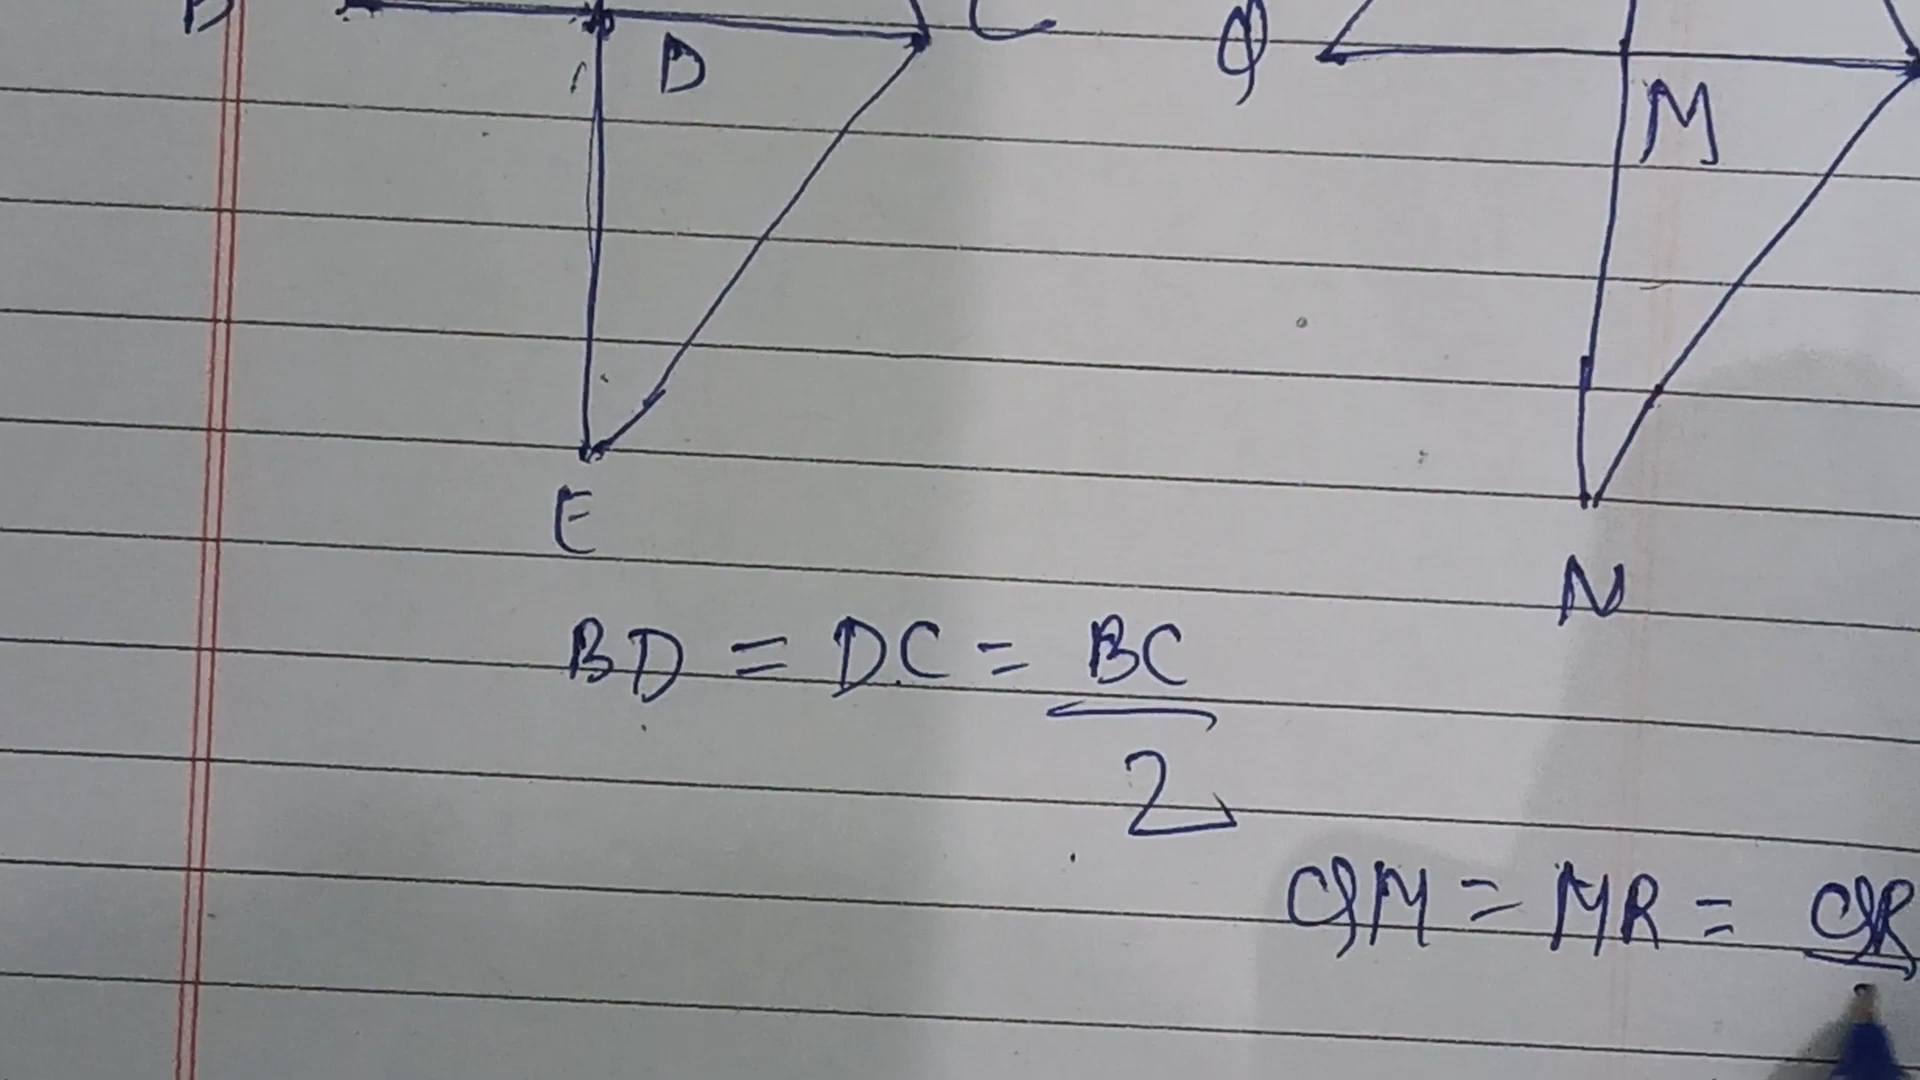 C Q
D M
E
N
BD = DC = BC
2
QM = MR = QR